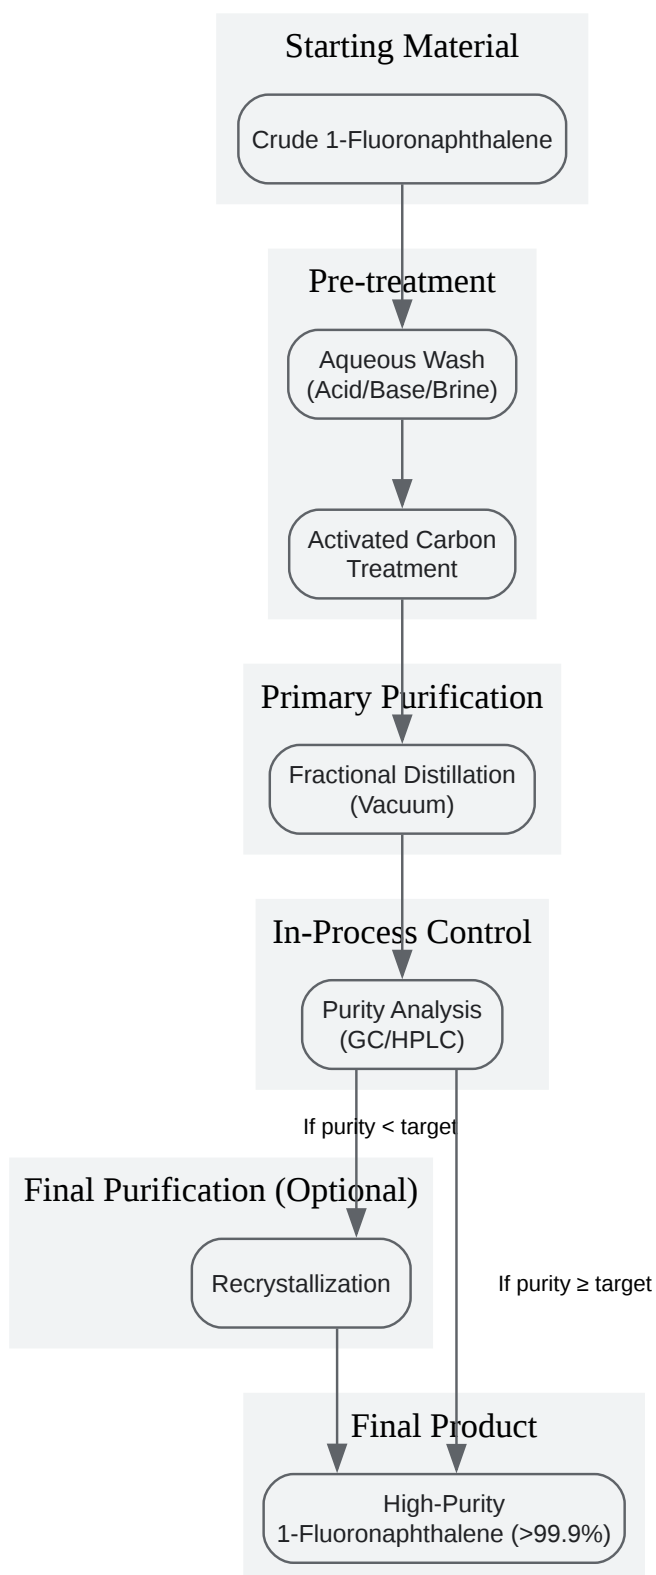 Starting Material
Crude 1-Fluoronaphthalene
Pre-treatment
Aqueous Wash
(Acid/Base/Brine)
Activated Carbon
Treatment
Primary Purification
Fractional Distillation
(Vacuum)
In-Process Control
Purity Analysis
(GC/HPLC)
If purity < target
Final Purification (Optional)
Recrystallization
If purity ≥ target
Final Product
High-Purity
1-Fluoronaphthalene (>99.9%)